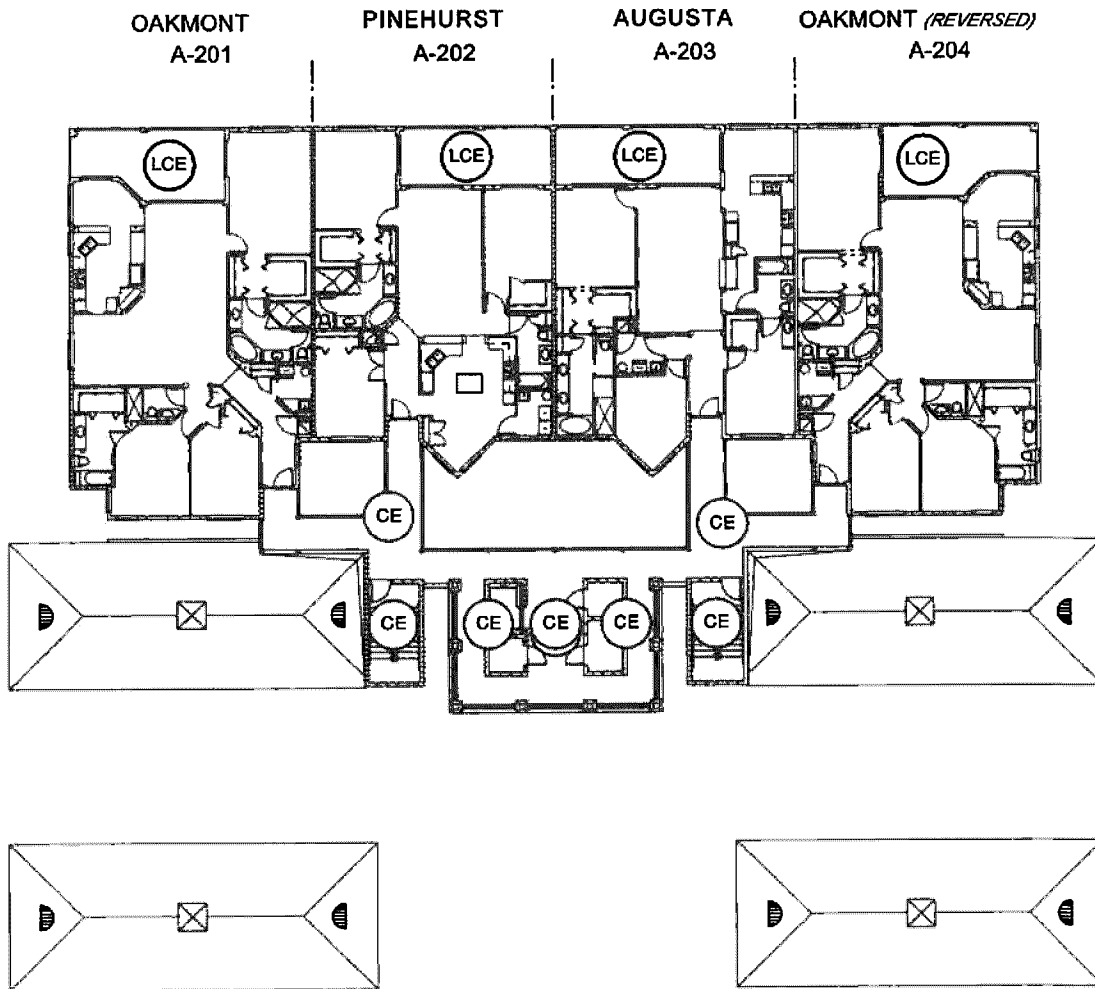 OAKMONT
A-201
PINEHURST
A-202
AUGUSTA
A-203
OAKMONT (REVERSED)
A-204
LCE
LCE
LCE
LCE
CE
CE
CE
CE
CE
CE
CE